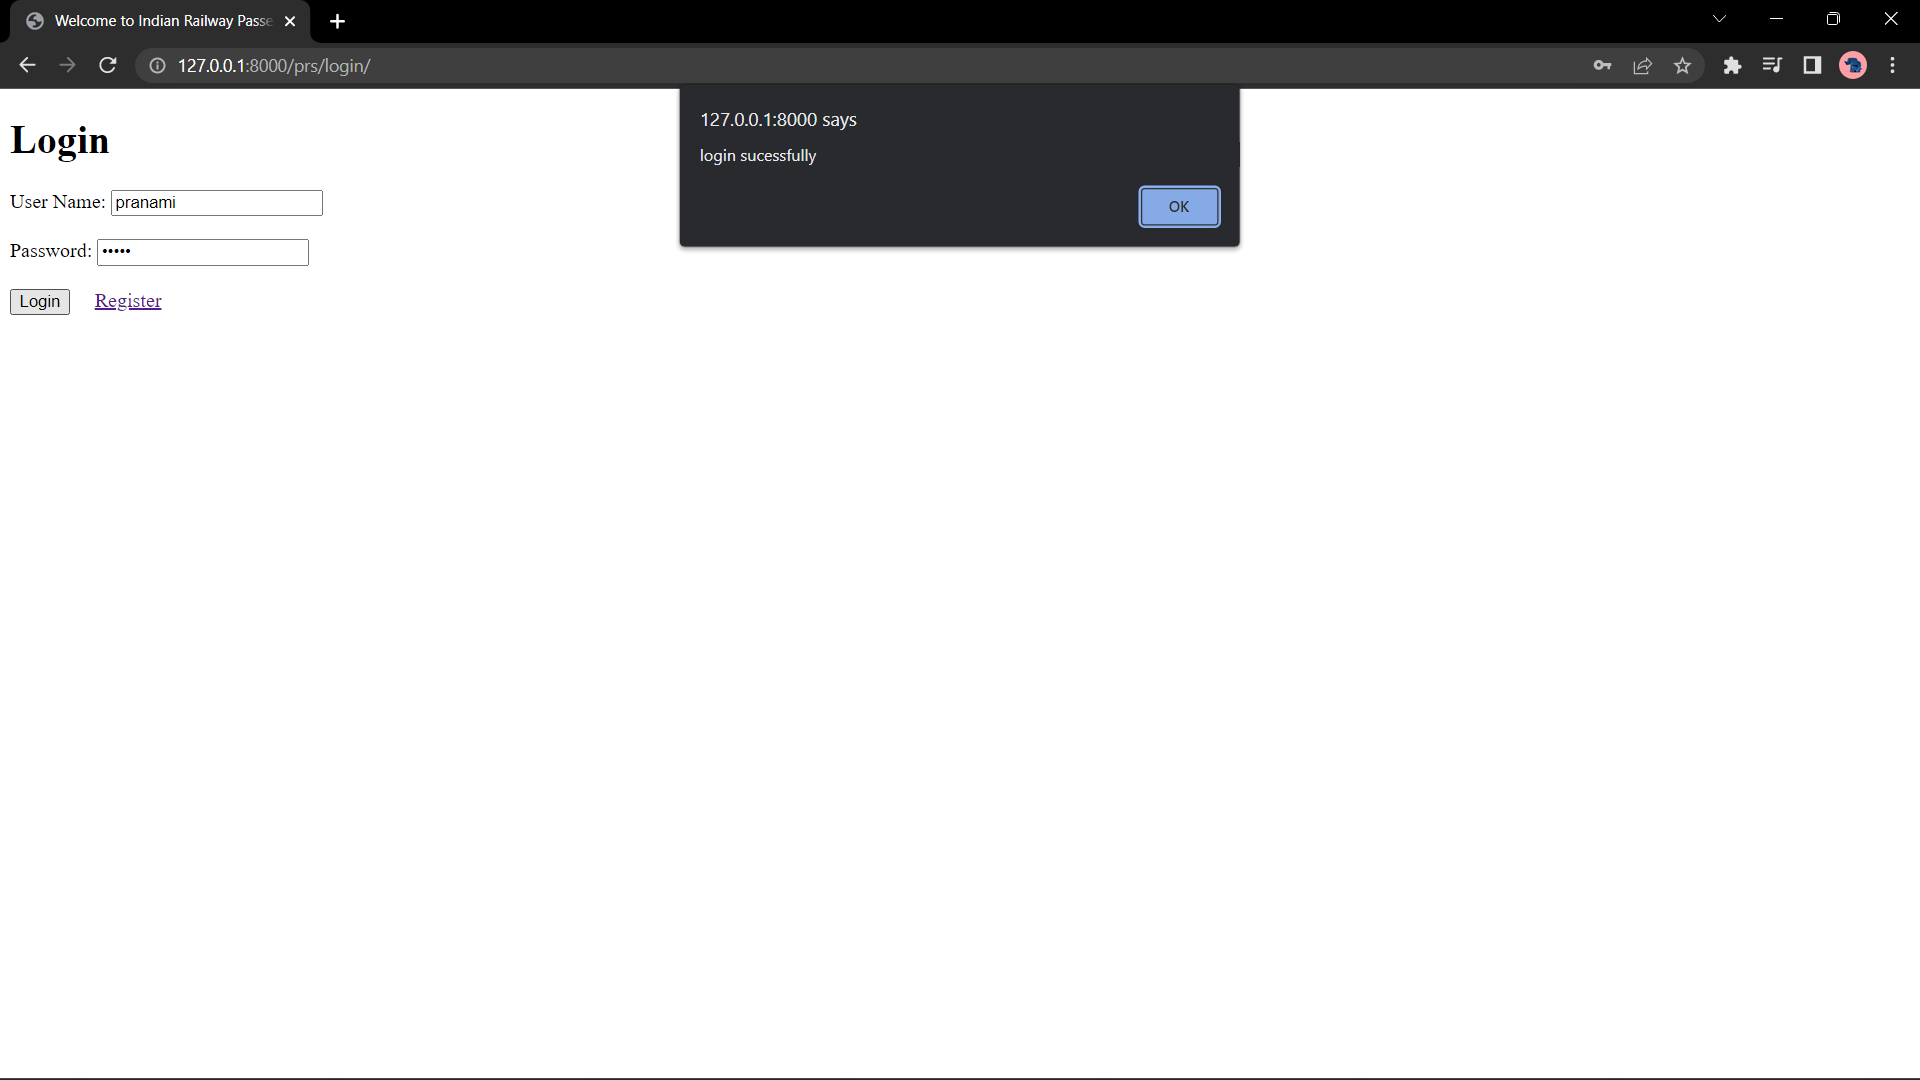 Welcome to Indian Railway Passe
127.0.0.1:8000/prs/login/
127.0.0.1:8000 says
login sucessfully
OK
Login
User Name: pranami
Password: •••••
Login Register